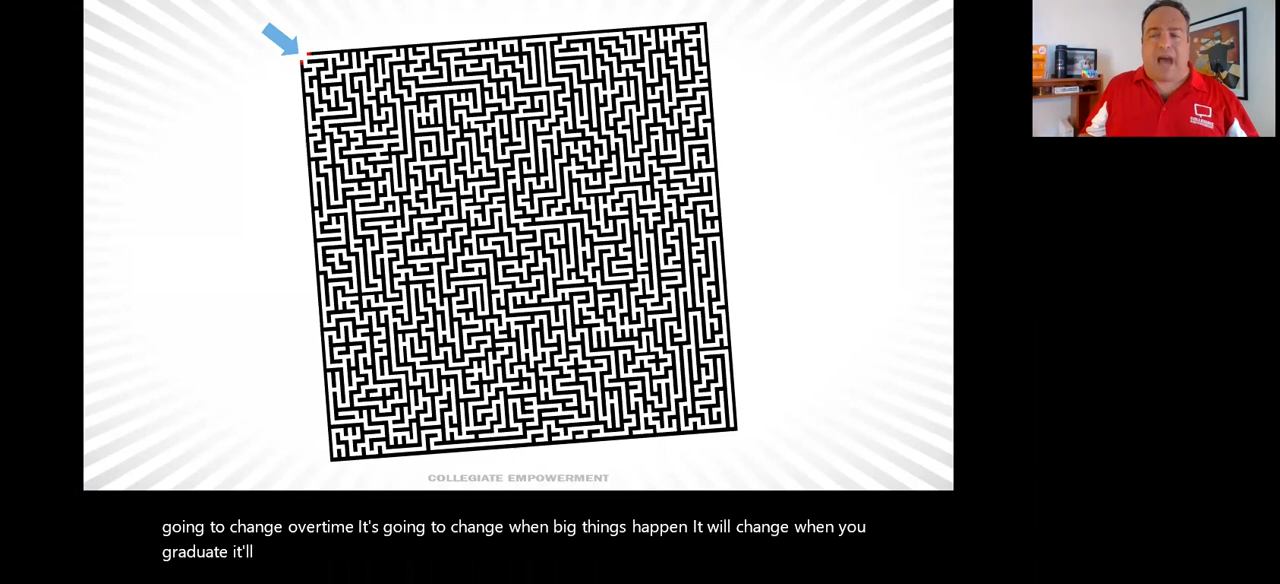 COLLEGIATE EMPOWERMENT
going to change overtime It's going to change when big things happen It will change when you
graduate it'll